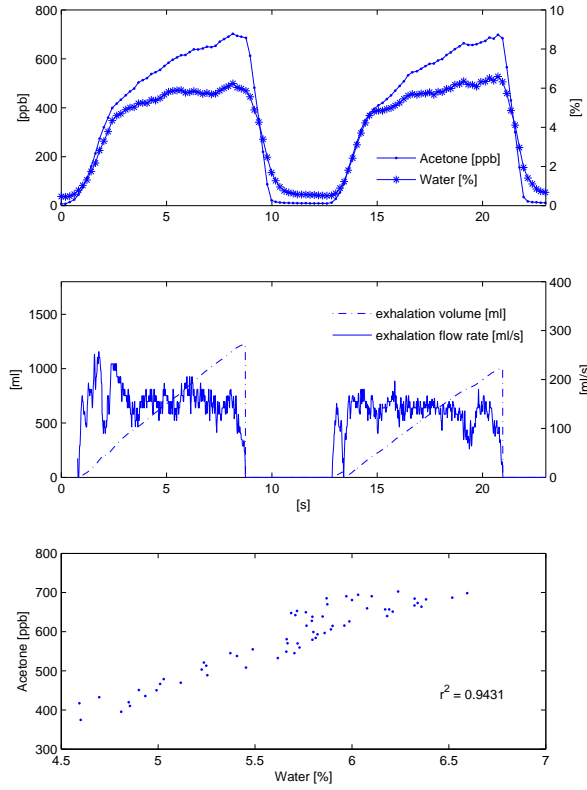 800
600
400
200
0
[ppb]
10
8
6
4
2
0
[%]
Acetone [ppb]
Water [%]
0 5 10 15 20
1500
1000
500
0
[ml]
400
300
200
100
0
[ml/s]
exhalation volume [ml]
exhalation flow rate [ml/s]
0 5 10 15 20
[s]
800
700
600
500
400
300
Acetone [ppb]
r² = 0.9431
4.5 5 5.5 6 6.5 7
Water [%]